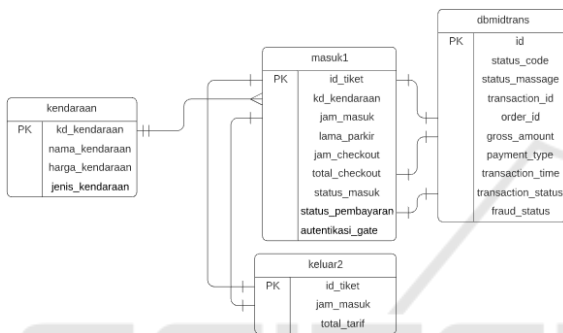 kendaraan
PK kd_kendaraan
nama_kendaraan
harga_kendaraan
jenis_kendaraan
masuk1
PK id_tiket
kd_kendaraan
jam_masuk
lama_parkir
jam_checkout
total_checkout
status_masuk
status_pembayaran
autentikasi_gate
keluar2
PK id_tiket
jam_masuk
total_tarif
dbmidtrans
PK id
status_code
status_massage
transaction_id
order_id
gross_amount
payment_type
transaction_time
transaction_status
fraud_status